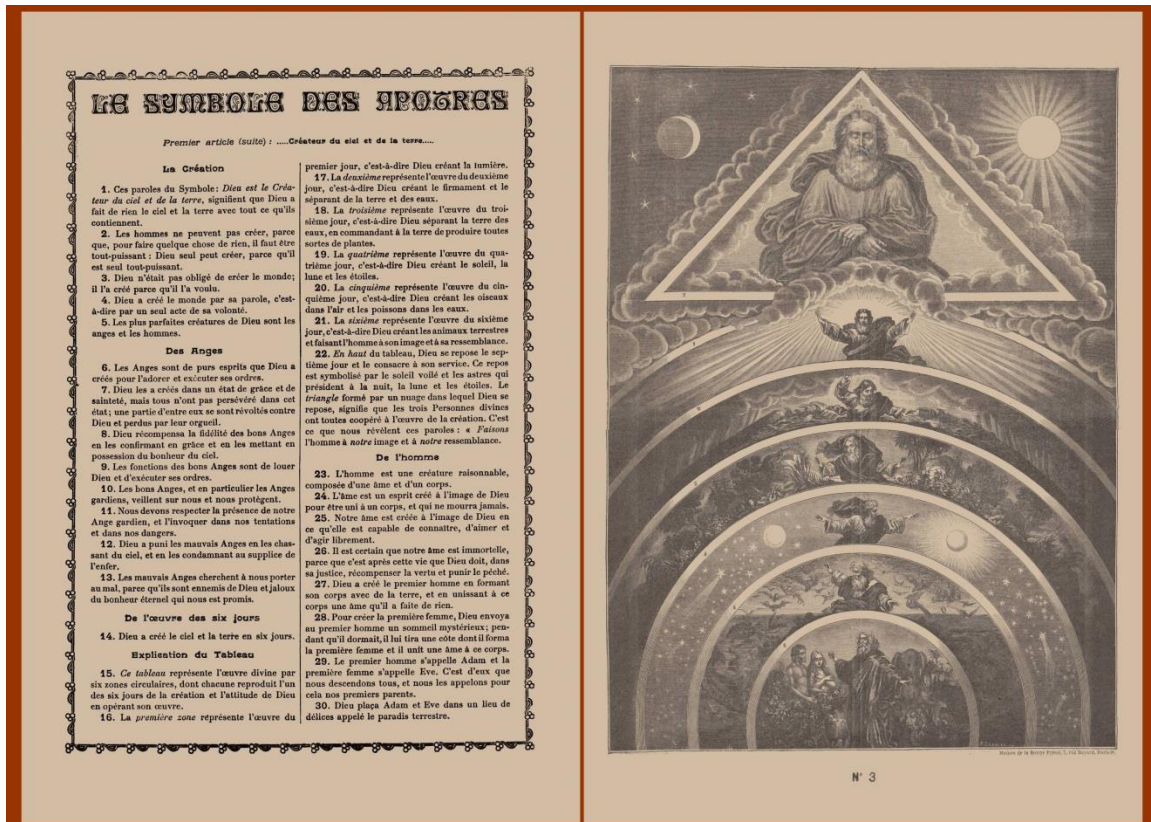 LE SYMBOLE DES APOTRES
Premier article (suite) : .....Créateur du ciel et de la terre.....
La Création
1. Ces paroles du Symbole : Dieu est le Créa-
teur du ciel et de la terre, signifient que Dieu a
fait de rien le ciel et la terre avec tout ce qu'ils
contiennent.
2. Les hommes ne peuvent pas créer, parce
que, pour faire quelque chose de rien, il faut être
tout-puissant : Dieu seul peut créer, parce qu'il
est seul tout-puissant.
3. Dieu n'était pas obligé de créer le monde;
il l'a créé parce qu'il l'a voulu.
4. Dieu a créé le monde par sa parole, c'est-
à-dire par un seul acte de sa volonté.
5. Les plus parfaites créatures de Dieu sont les
anges et les hommes.
Des Anges
6. Les Anges sont de purs esprits que Dieu a
créés pour l'adorer et exécuter ses ordres.
7. Dieu les a créés dans un état de grâce et de
sainteté, mais tous n'ont pas persévéré dans cet
état; une partie d'entre eux se sont révoltés contre
Dieu et perdus par leur orgueil.
8. Dieu récompensa la fidélité des bons Anges
en les confirmant en grâce et en les mettant en
possession du bonheur du ciel.
9. Les fonctions des bons Anges sont de louer
Dieu et d'exécuter ses ordres.
10. Les bons Anges, et en particulier les Anges
gardiens, veillent sur nous et nous protègent.
11. Nous devons respecter la présence de notre
Ange gardien, et l'invoquer dans nos tentations
et dans nos dangers.
12. Dieu a puni les mauvais Anges en les chas-
sant du ciel, et en les condamnant au supplice de
l'enfer.
13. Les mauvais Anges cherchent à nous porter
au mal, parce qu'ils sont ennemis de Dieu et jaloux
du bonheur éternel qui nous est promis.
De l'œuvre des six jours
14. Dieu a créé le ciel et la terre en six jours.
Explication du Tableau
15. Ce tableau représente l'œuvre divine par
six zones circulaires, dont chacune reproduit l'un
des six jours de la création et l'attitude de Dieu
en opérant son œuvre.
16. La première zone représente l'œuvre du
premier jour, c'est-à-dire Dieu créant la lumière.
17. La deuxième représente l'œuvre du deuxième
jour, c'est-à-dire Dieu créant le firmament et le
séparant de la terre et des eaux.
18. La troisième représente l'œuvre du troi-
sième jour, c'est-à-dire Dieu séparant la terre des
eaux, en commandant à la terre de produire toutes
sortes de plantes.
19. La quatrième représente l'œuvre du qua-
trième jour, c'est-à-dire Dieu créant le soleil, la
lune et les étoiles.
20. La cinquième représente l'œuvre du cin-
quième jour, c'est-à-dire Dieu créant les oiseaux
dans l'air et les poissons dans les eaux.
21. La sixième représente l'œuvre du sixième
jour, c'est-à-dire Dieu créant les animaux terrestres
et faisant l'homme à son image et à sa ressemblance.
22. En haut du tableau, Dieu se repose le sep-
tième jour et le consacre à son service. Ce repos
est symbolisé par le soleil voilé et les astres qui
président à la nuit, la lune et les étoiles. Le
triangle formé par un nuage dans lequel Dieu se
repose, signifie que les trois Personnes divines
ont toutes coopéré à l'œuvre de la création. C'est
ce que nous révèlent ces paroles : « Faisons
l'homme à notre image et à notre ressemblance.
De l'homme
23. L'homme est une créature raisonnable,
composée d'une âme et d'un corps.
24. L'âme est un esprit créé à l'image de Dieu
pour être uni à un corps, et qui ne mourra jamais.
25. Notre âme est créée à l'image de Dieu en
ce qu'elle est capable de connaître, d'aimer et
d'agir librement.
26. Il est certain que notre âme est immortelle,
parce que c'est après cette vie que Dieu doit, dans
sa justice, récompenser la vertu et punir le péché.
27. Dieu a créé le premier homme en formant
son corps avec de la terre, et en unissant à ce
corps une âme qu'il a faite de rien.
28. Pour créer la première femme, Dieu envoya
au premier homme un sommeil mystérieux; pen-
dant qu'il dormait, il lui tira une côte dont il forma
la première femme et il unit une âme à ce corps.
29. Le premier homme s'appelle Adam et la
première femme s'appelle Eve. C'est d'eux que
nous descendons tous, et nous les appelons pour
cela nos premiers parents.
30. Dieu plaça Adam et Eve dans un lieu de
délices appelé le paradis terrestre.
Maison de la Bonne Presse, 5, rue Bayard, Paris
N° 3